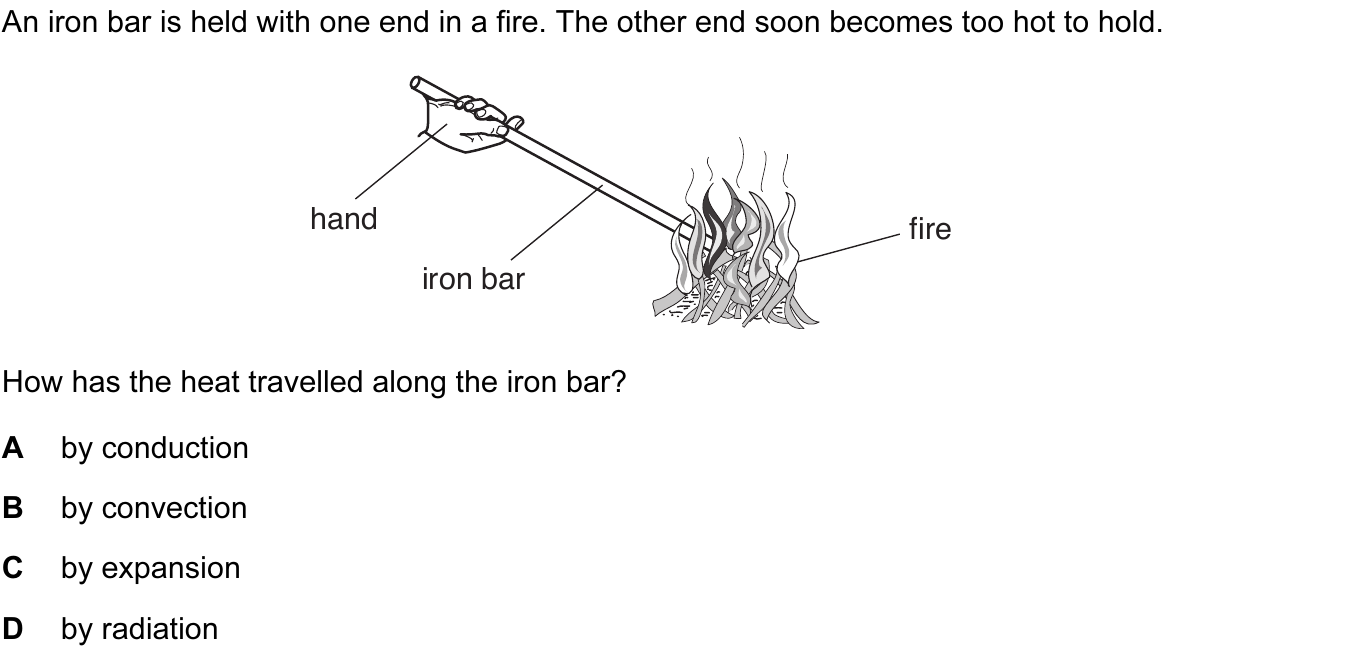 An iron bar is held with one end in a fire. The other end soon becomes too hot to hold.
hand
fire
iron bar
How has the heat travelled along the iron bar?
A by conduction
B by convection
C by expansion
D by radiation